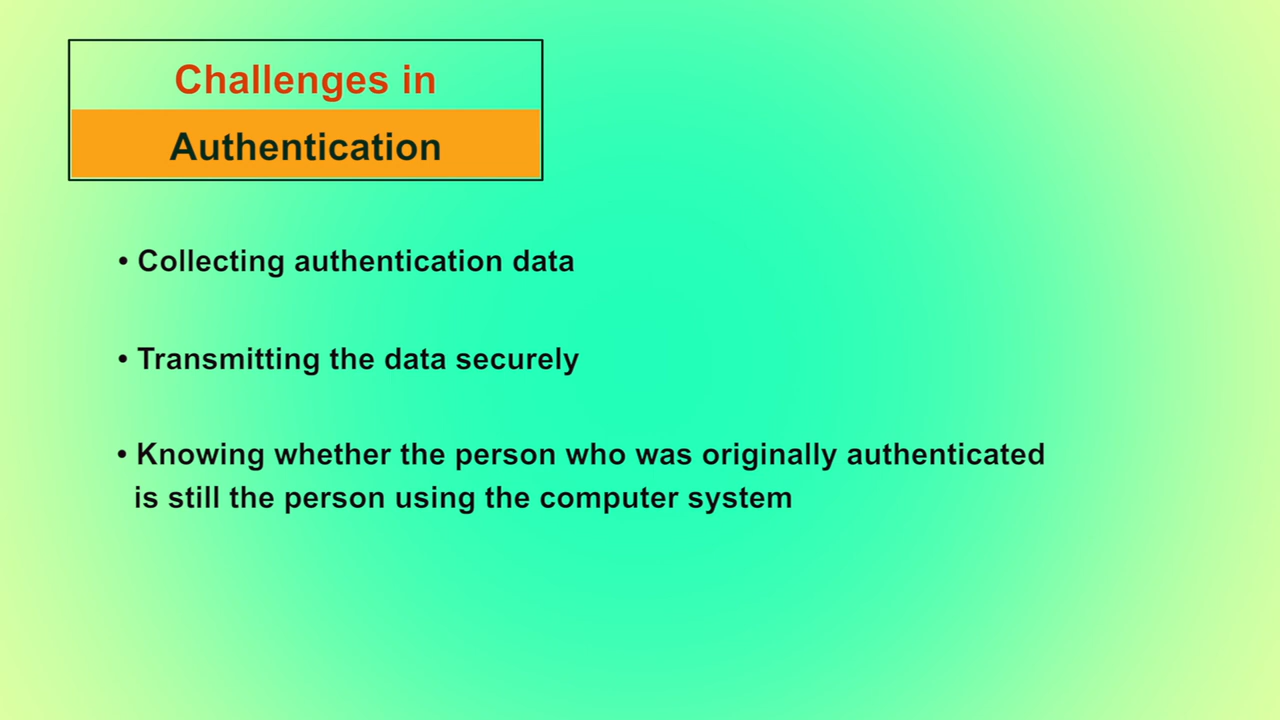 Challenges in
Authentication
• Collecting authentication data
• Transmitting the data securely
• Knowing whether the person who was originally authenticated
is still the person using the computer system